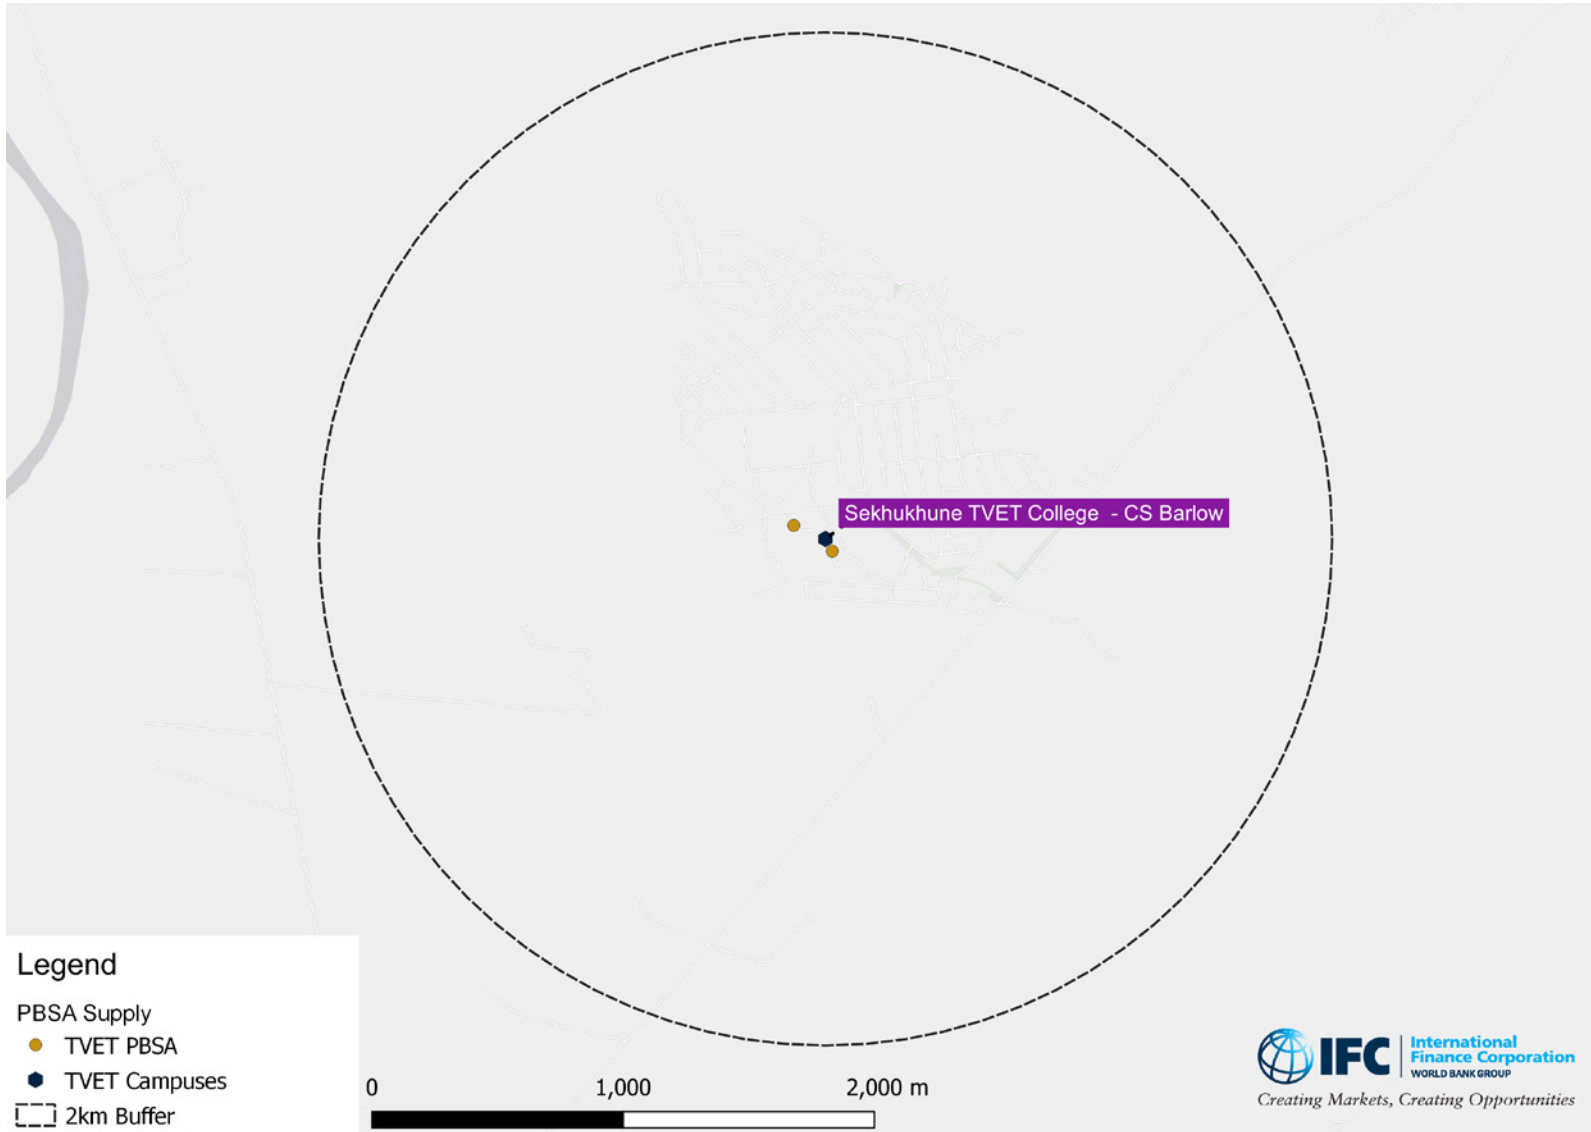 Sekhukhune TVET College - CS Barlow
Legend
PBSA Supply
TVET PBSA
TVET Campuses
2km Buffer
0 1,000 2,000 m
IFC
International
Finance Corporation
WORLD BANK GROUP
Creating Markets, Creating Opportunities